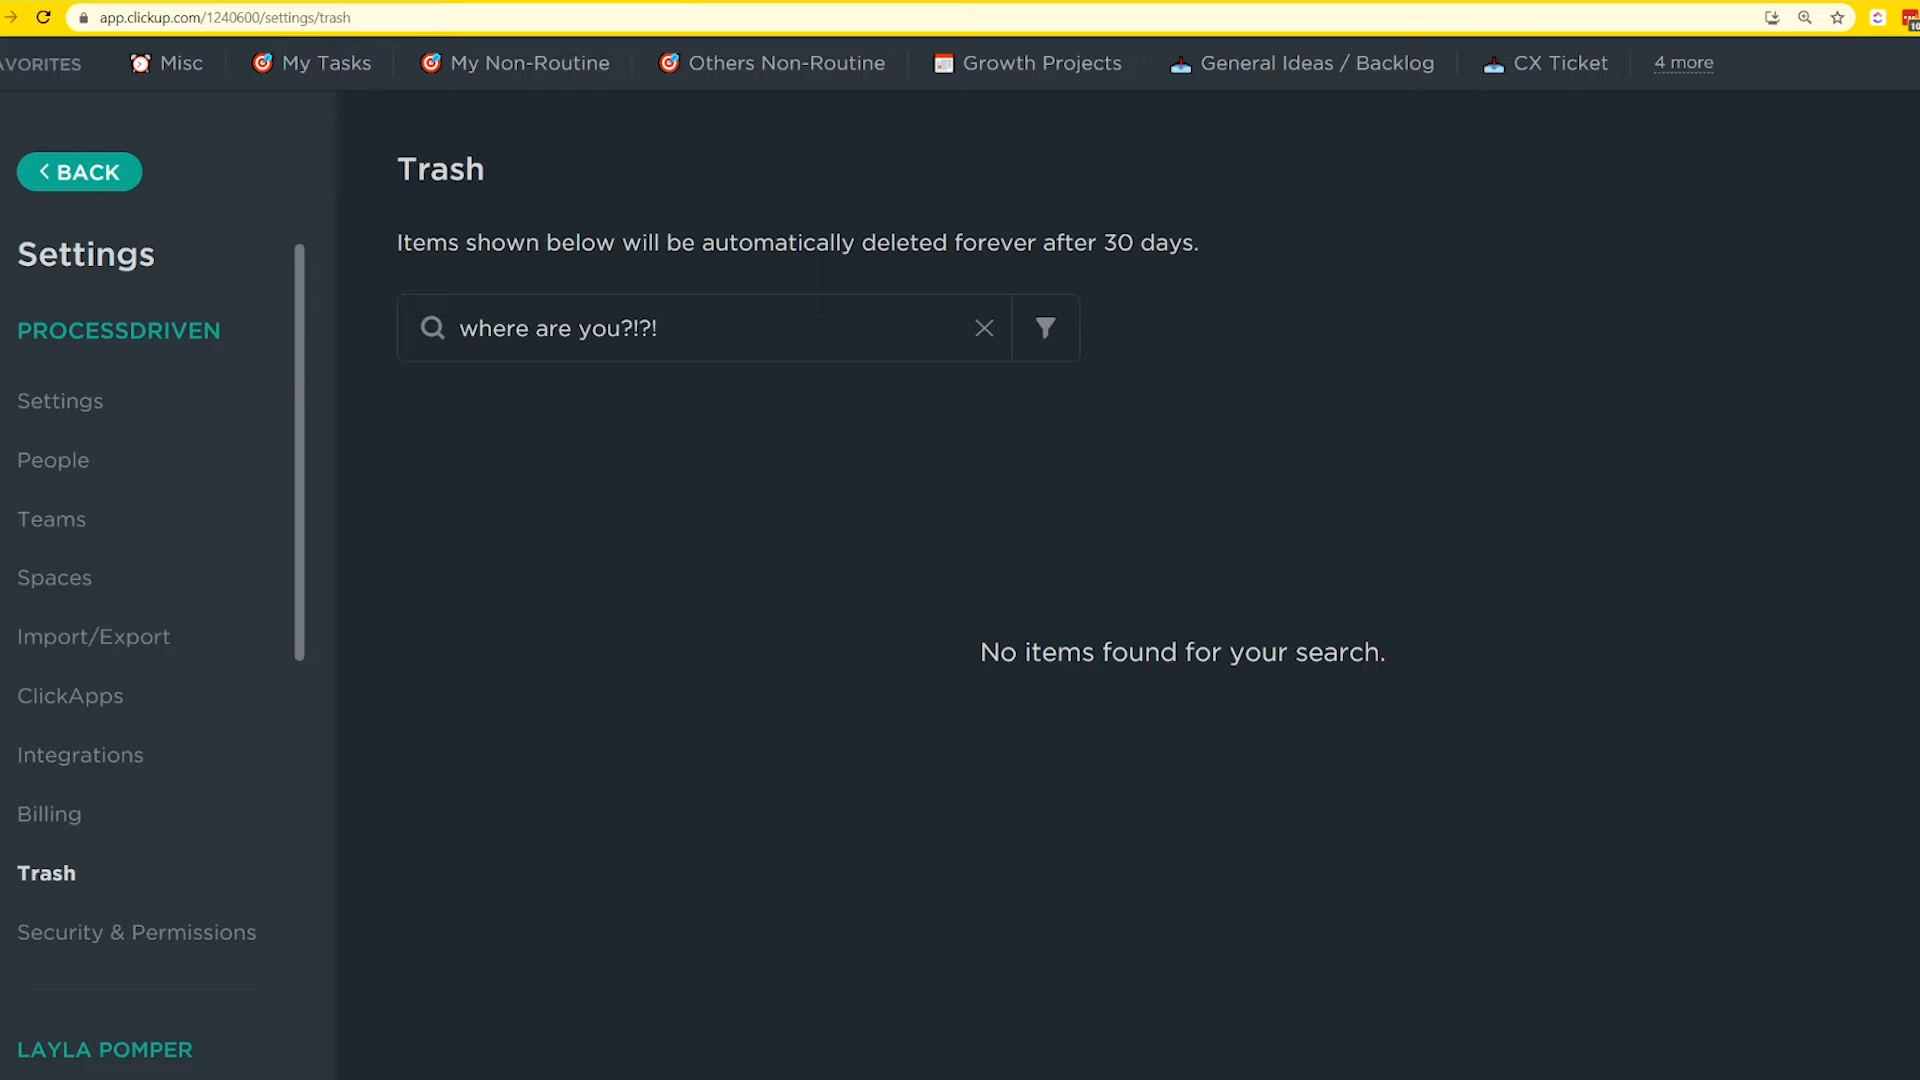 app.clickup.com/1240600/settings/trash
AVORITES Misc My Tasks My Non-Routine Others Non-Routine Growth Projects General Ideas / Backlog CX Ticket 4 more
BACK
Settings
PROCESSDRIVEN
Settings
People
Teams
Spaces
Import/Export
ClickApps
Integrations
Billing
Trash
Security & Permissions
LAYLA POMPER
Trash
Items shown below will be automatically deleted forever after 30 days.
where are you?!?!
No items found for your search.